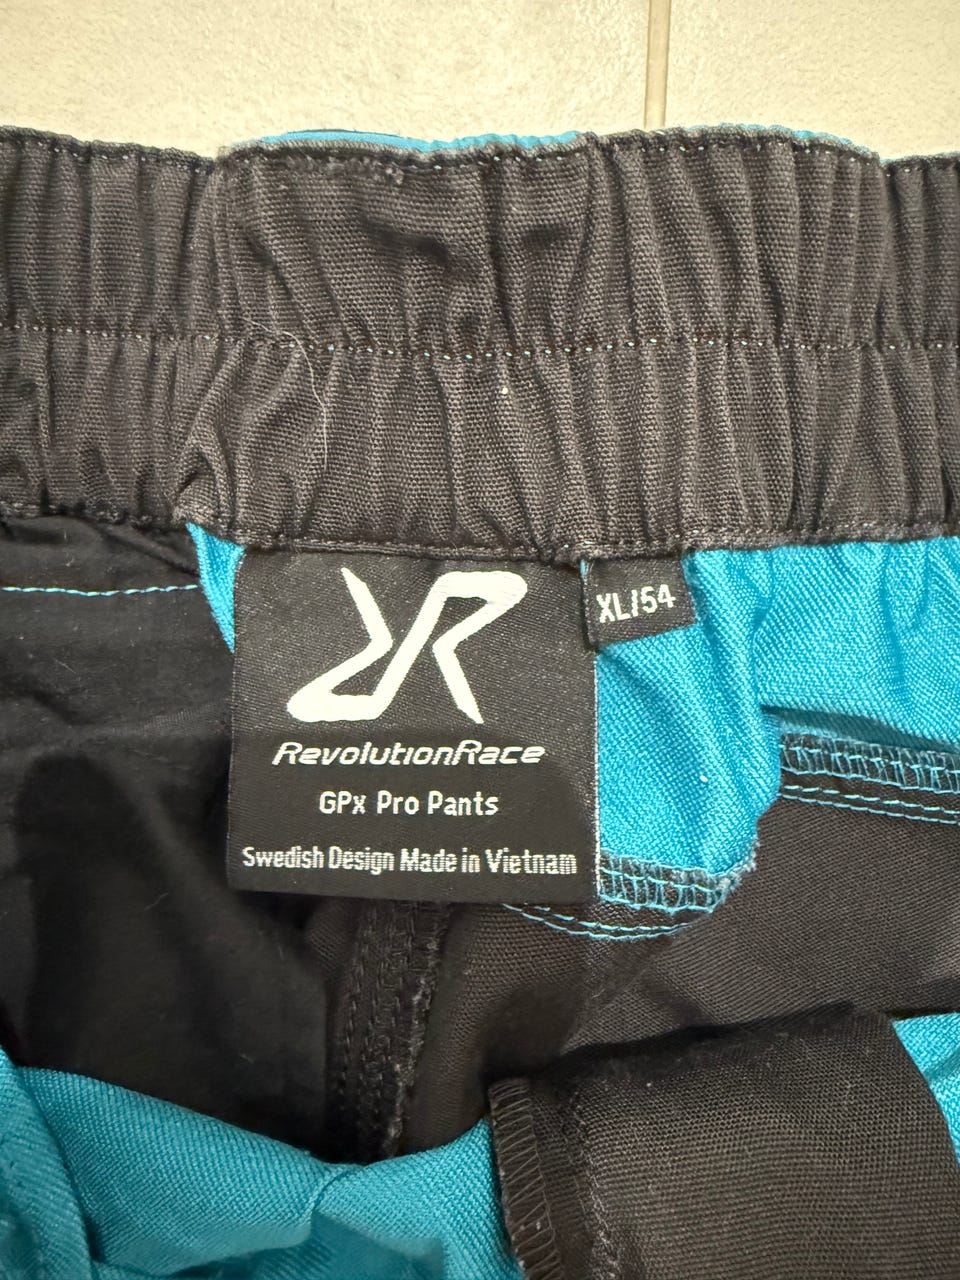 XL/54
RevolutionRace
GPx Pro Pants
Swedish Design Made in Vietnam